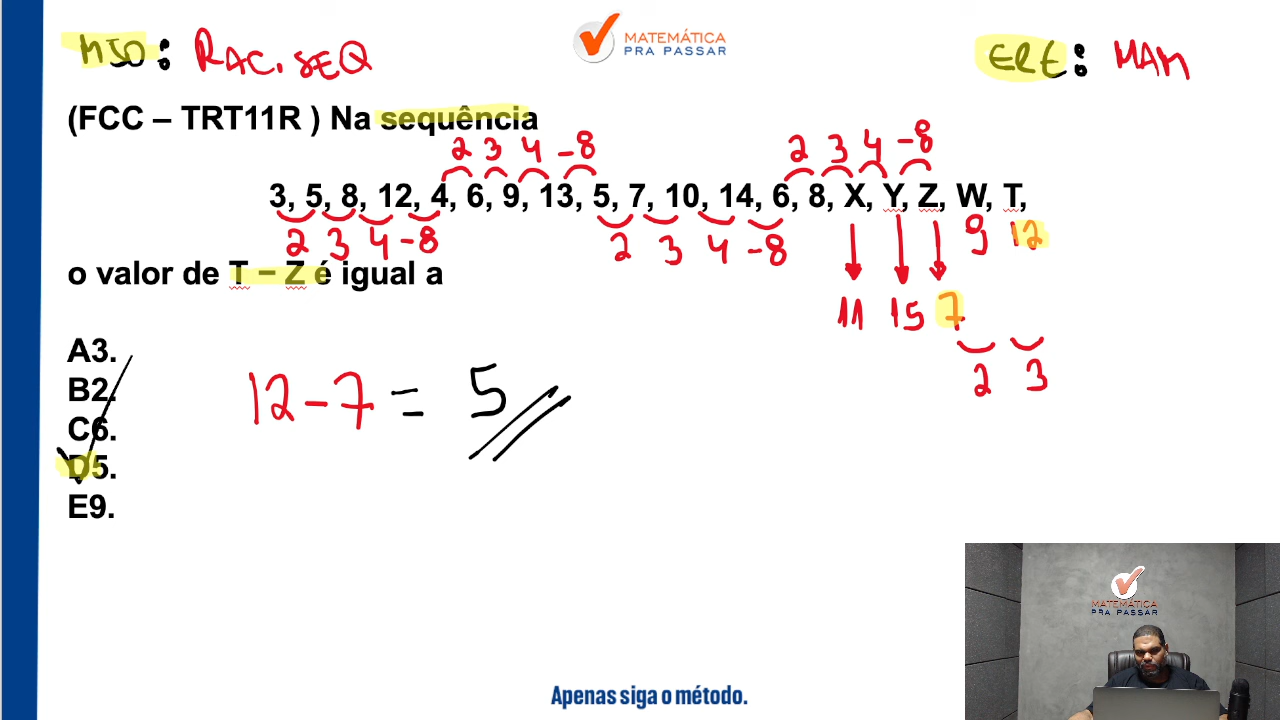 MSO: RAC. SEQ
MATEMÁTICA
PRA PASSAR
ERE: MAM
(FCC – TRT11R ) Na sequência
2 3 4 -8 2 3 4 -8
3, 5, 8, 12, 4, 6, 9, 13, 5, 7, 10, 14, 6, 8, X, Y, Z, W, T,
2 3 4 -8 2 3 4 -8 9 12
o valor de T – Z é igual a
11 15 7
A3.
B2.
2 3
12 - 7 = 5
C6.
D5.
E9.
MATEMÁTICA
PRA PASSAR
Apenas siga o método.